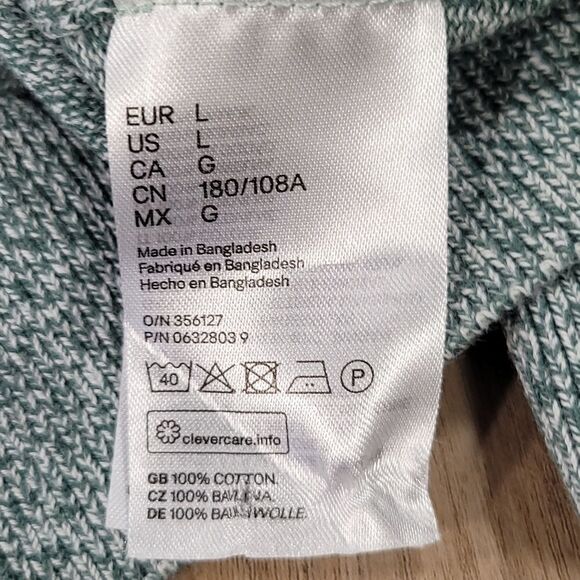 EUR L
US L
CA G
CN 180/108A
MX G
Made in Bangladesh
Fabriqué en Bangladesh
Hecho en Bangladesh
O/N 356127
P/N 0632803 9
40 P
clevercare.info
GB 100% COTTON.
CZ 100% BAVLNA.
DE 100% BAUMWOLLE.